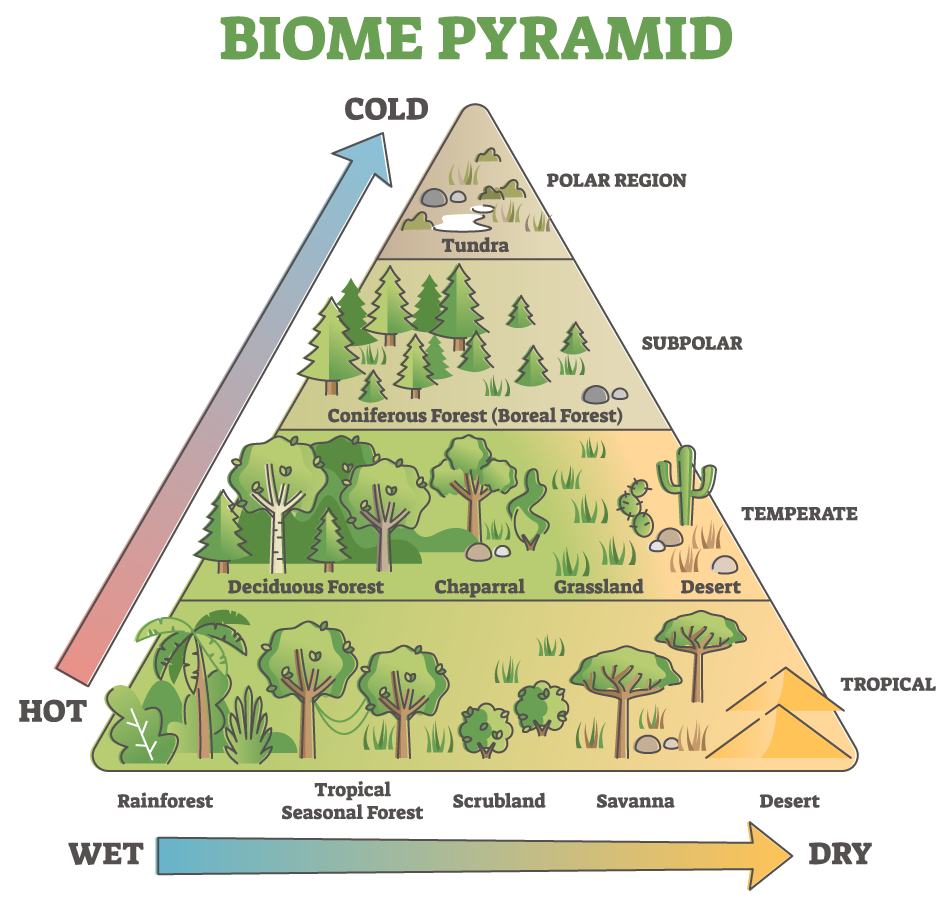 BIOME PYRAMID
COLD
POLAR REGION
Tundra
SUBPOLAR
Coniferous Forest (Boreal Forest)
TEMPERATE
Deciduous Forest
Chaparral
Grassland
Desert
TROPICAL
HOT
Rainforest
Tropical
Seasonal Forest
Scrubland
Savanna
Desert
WET
DRY